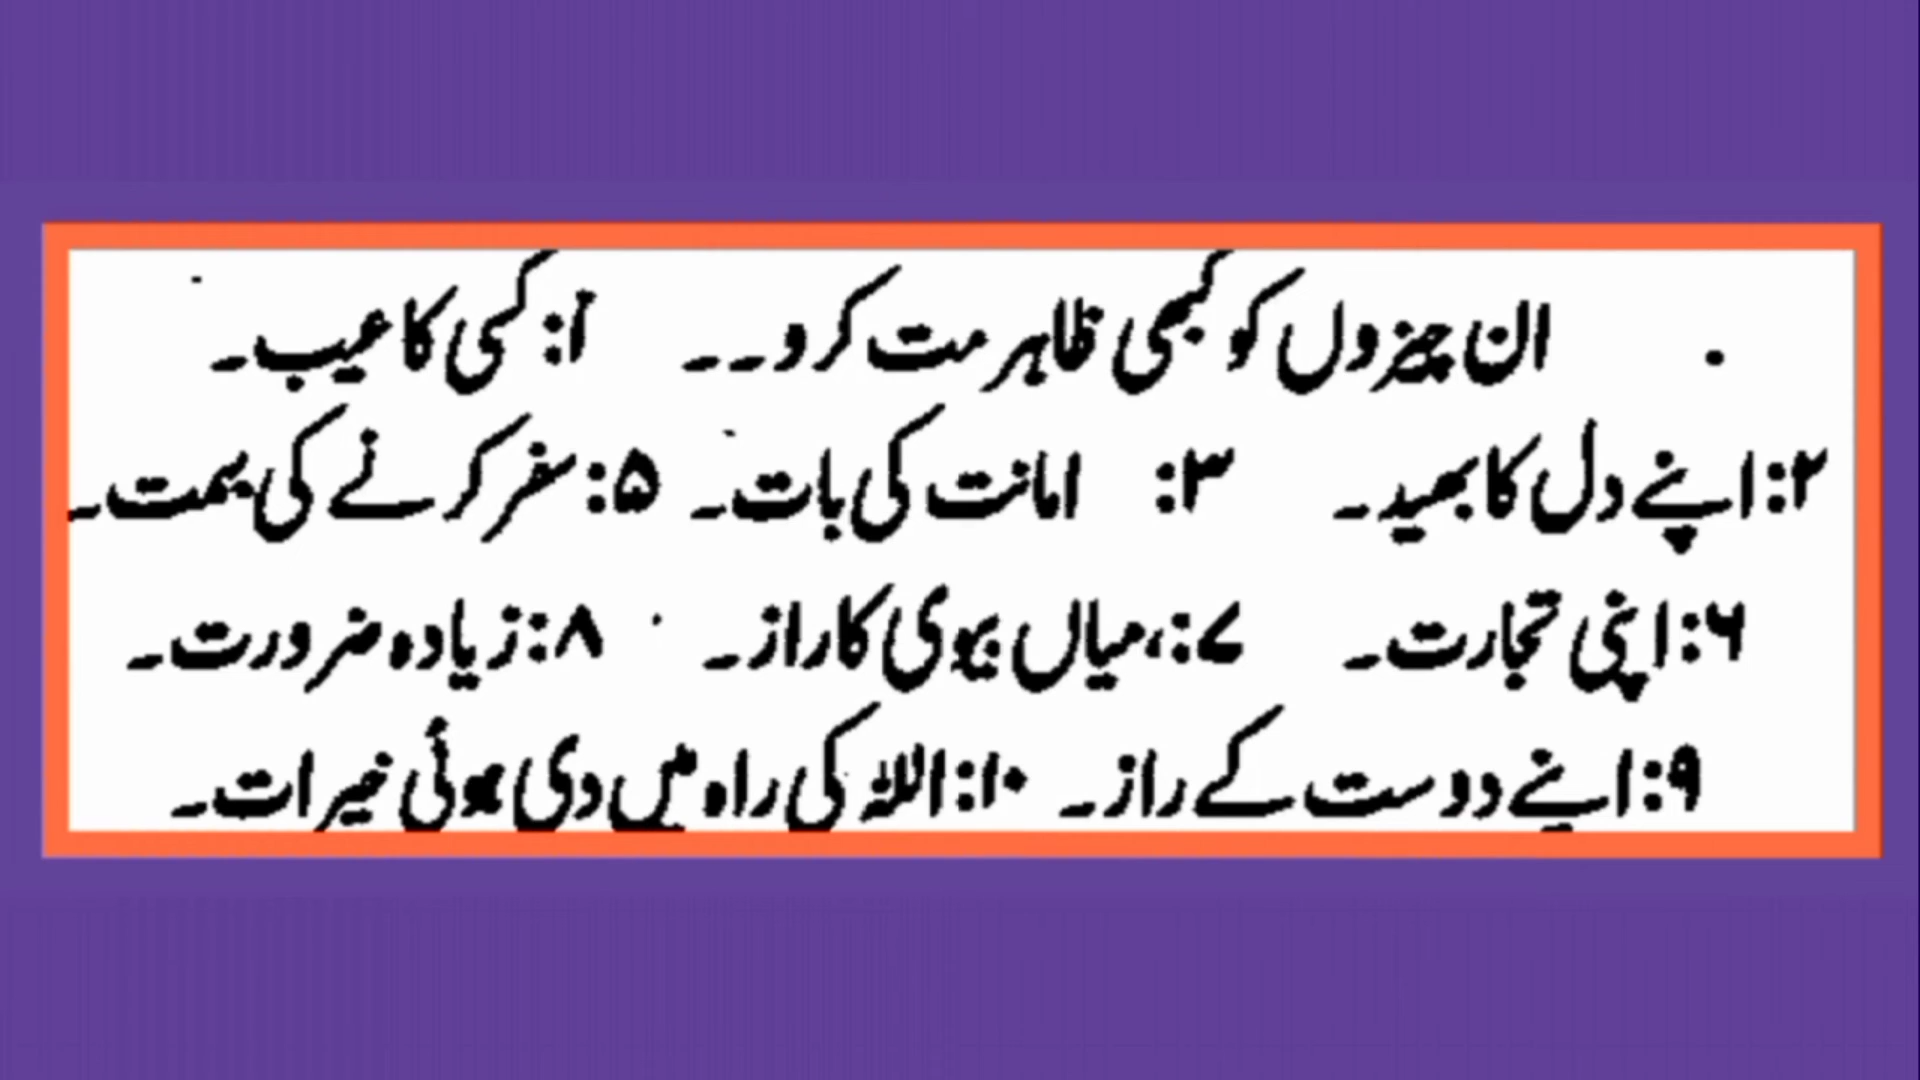 ان چیزوں کو کبھی ظاہر مت کرو۔۔ ۱: کسی کا عیب۔
۲: اپنے دل کا بھید۔ ۳: امانت کی بات۔ ۵: سفر کرنے کی سمت۔
۶: اپنی تجارت۔ ۷:، میاں بیوی کا راز۔ ۸: زیادہ ضرورت۔
۹: اپنے دوست کے راز۔ ۱۰: اللہ کی راہ میں دی ہوئی خیرات۔